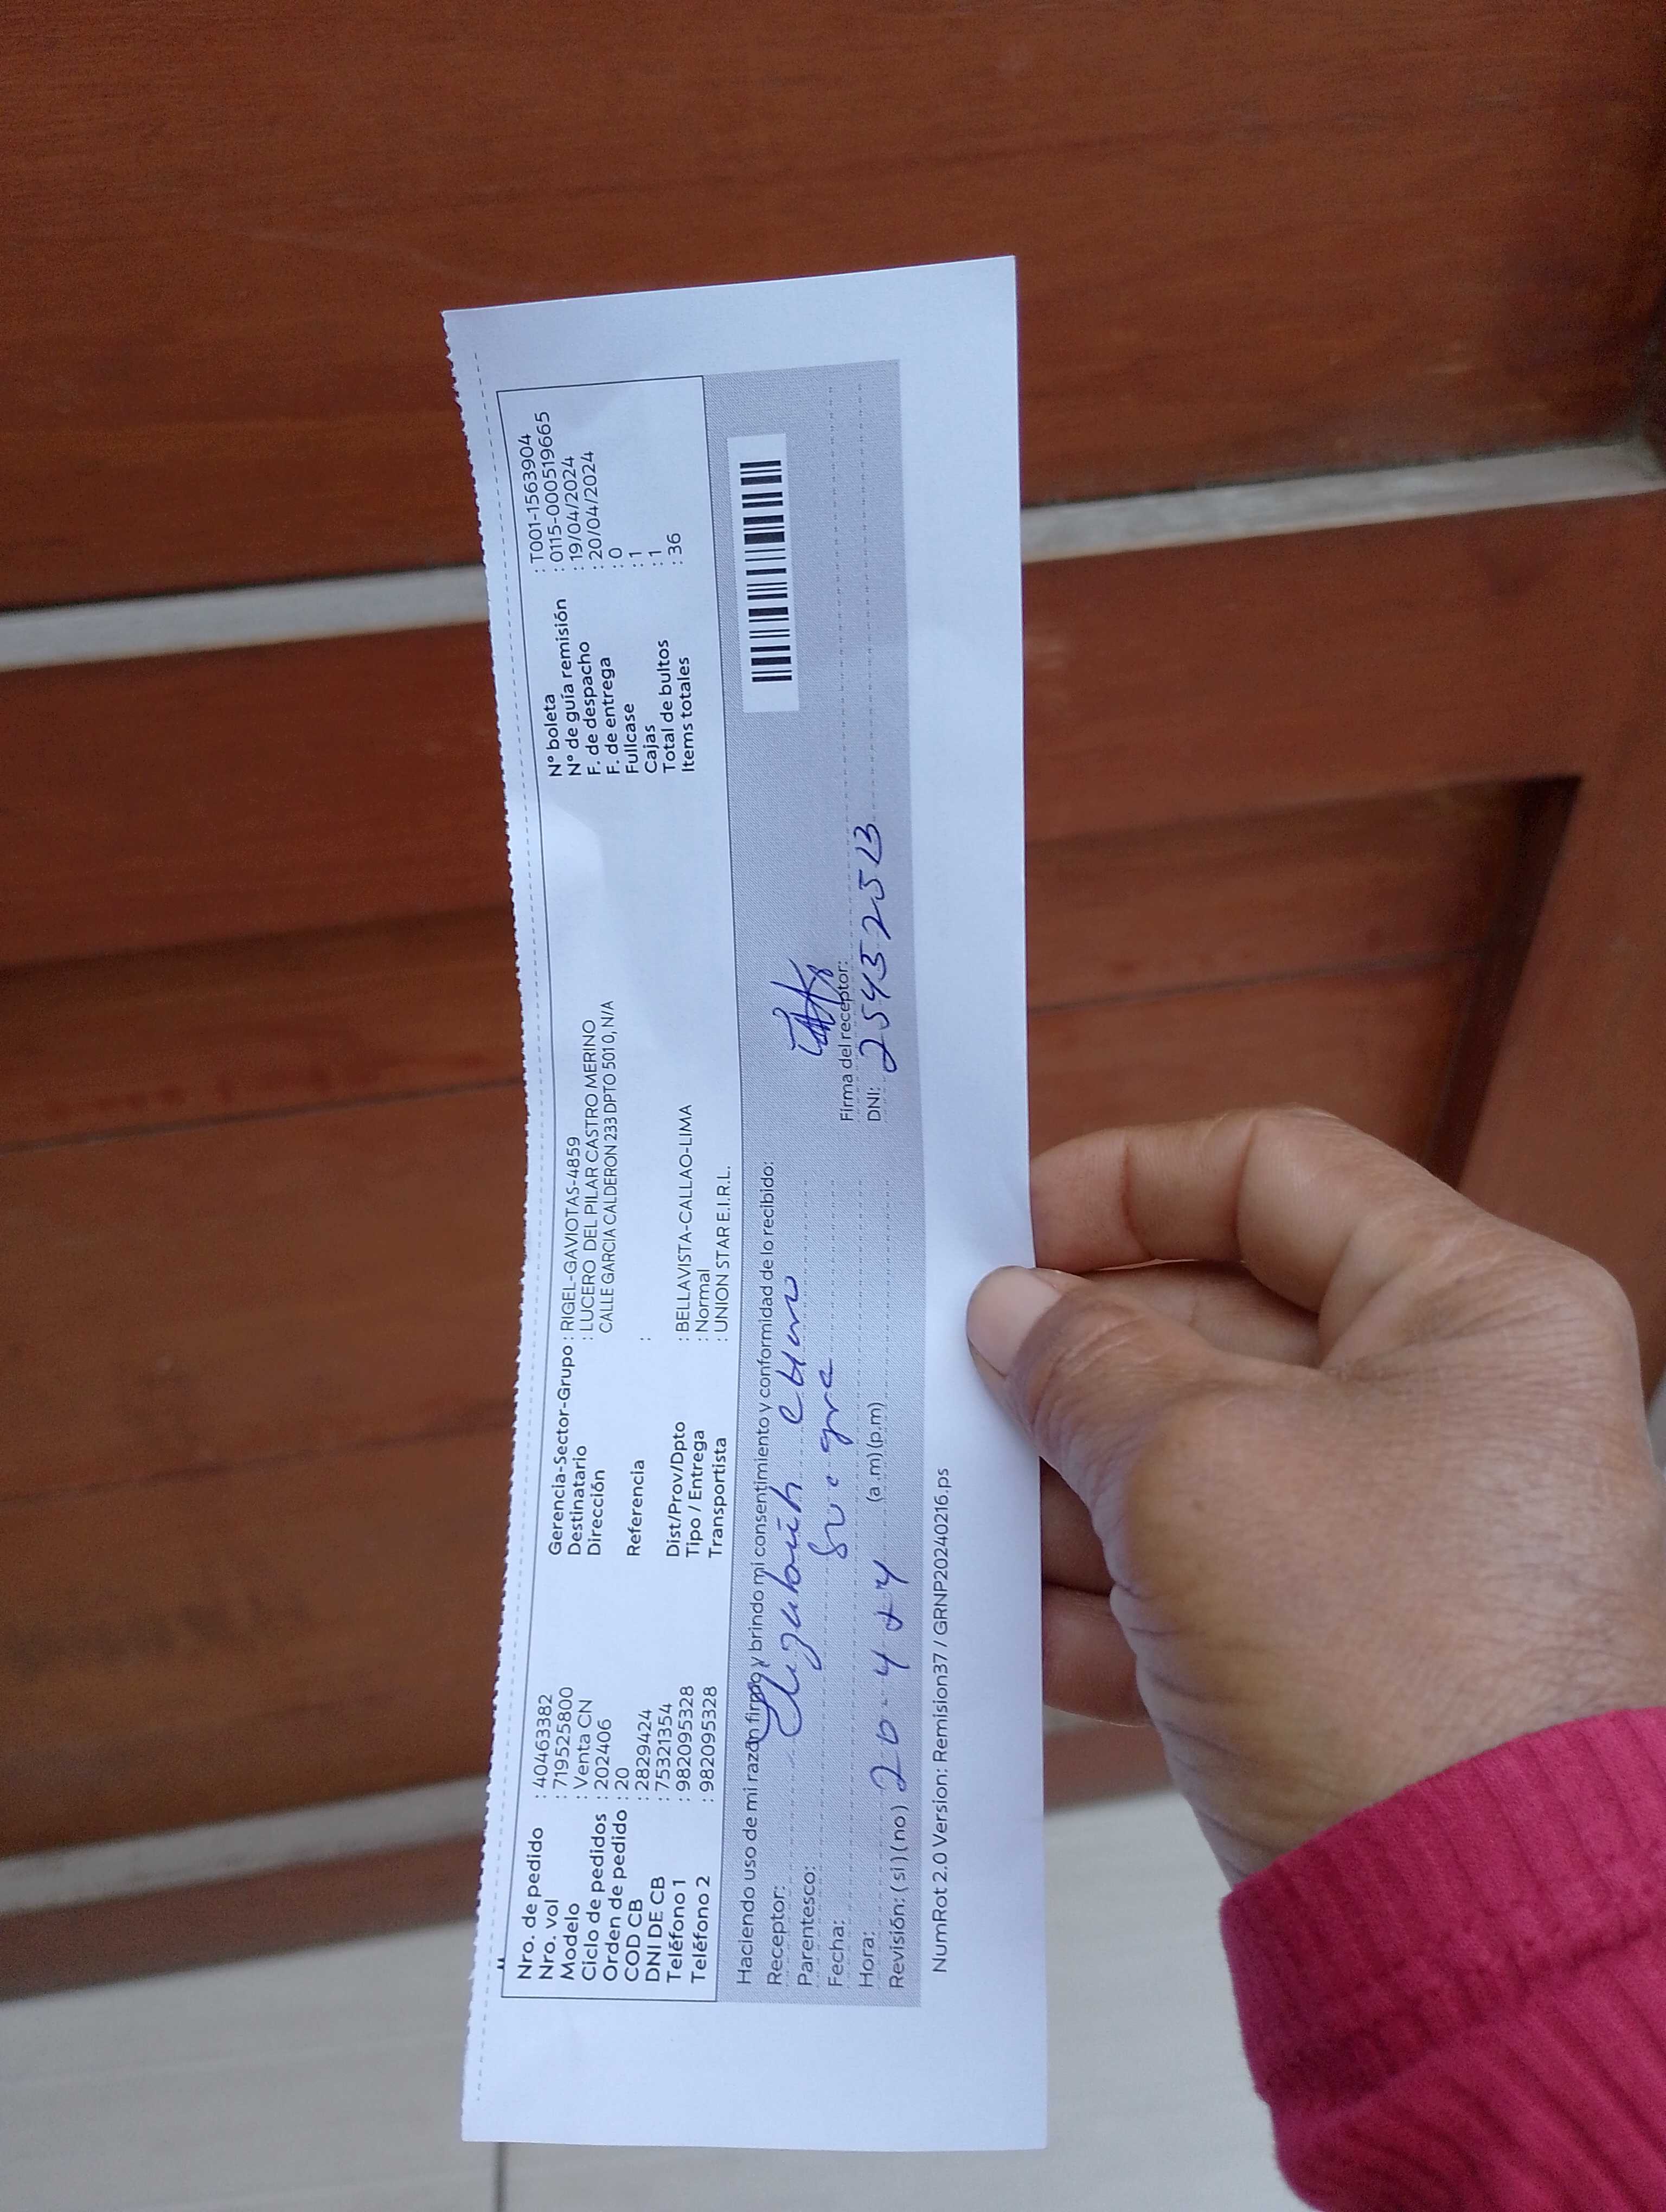 Nro. de pedido : 40463382
Nro. vol : 719525800
Modelo : Venta CN
Ciclo de pedidos : 202406
Orden de pedido : 20
COD CB : 2829424
DNI DE CB : 75321354
Teléfono 1 : 982095328
Teléfono 2 : 982095328
Gerencia-Sector-Grupo : RIGEL-GAVIOTAS-4859
Destinatario : LUCERO DEL PILAR CASTRO MERINO
Dirección CALLE GARCIA CALDERON 233 DPTO 501 0, N/A
Referencia :
Dist/Prov/Dpto : BELLAVISTA-CALLAO-LIMA
Tipo / Entrega : Normal
Transportista : UNION STAR E.I.R.L.
N° boleta : T001-1563904
N° de guía remisión : 0115-0000519665
F. de despacho : 19/04/2024
F. de entrega : 20/04/2024
Fullcase : 0
Cajas : 1
Total de bultos : 1
Items totales : 36
Haciendo uso de mi razón firmo y brindo mi consentimiento y conformidad de lo recibido:
Receptor:
Parentesco: Suegra
Fecha: 20-4-24
Hora: (a.m) (p.m)
Revisión: (si) (no)
Firma del receptor:
DNI: 25452513
NumRot 2.0 Version: Remision37 / GRNP20240216.ps